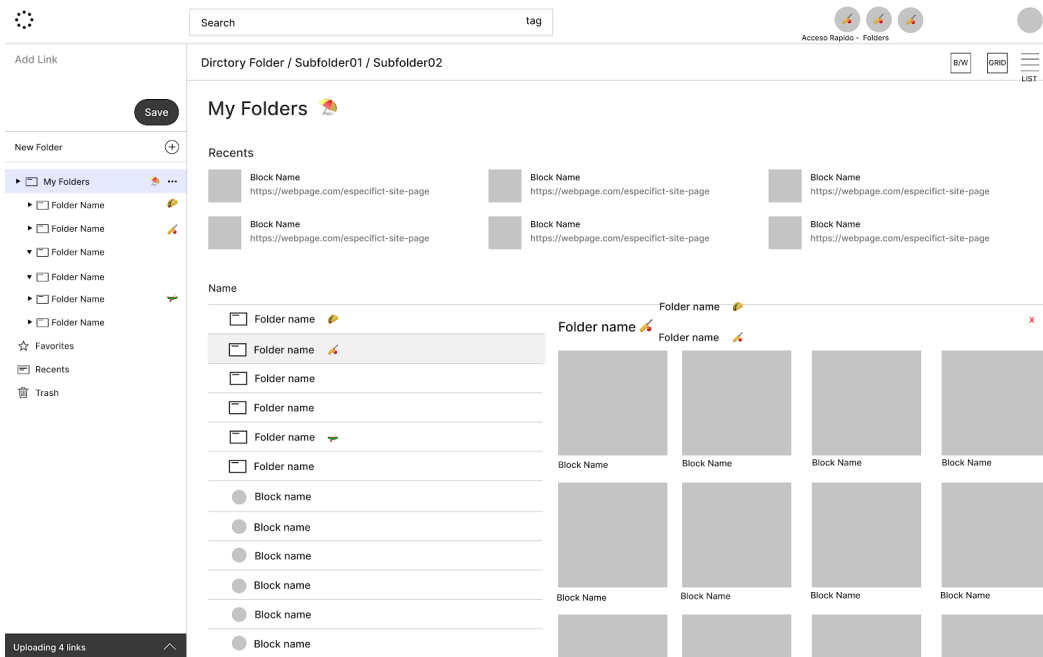 Search tag
Acceso Rapido - Folders
Add Link
Save
New Folder
My Folders
Folder Name
Folder Name
Folder Name
Folder Name
Folder Name
Folder Name
Favorites
Recents
Trash
Uploading 4 links
Dirctory Folder / Subfolder01 / Subfolder02
B/W
GRID
LIST
My Folders
Recents
Block Name
https://webpage.com/especifict-site-page
Block Name
https://webpage.com/especifict-site-page
Block Name
https://webpage.com/especifict-site-page
Block Name
https://webpage.com/especifict-site-page
Block Name
https://webpage.com/especifict-site-page
Block Name
https://webpage.com/especifict-site-page
Name
Folder name
Folder name
Folder name
Folder name
Folder name
Folder name
Block name
Block name
Block name
Block name
Block name
Block name
Folder name
Folder name
Folder name
X
Block Name
Block Name
Block Name
Block Name
Block Name
Block Name
Block Name
Block Name